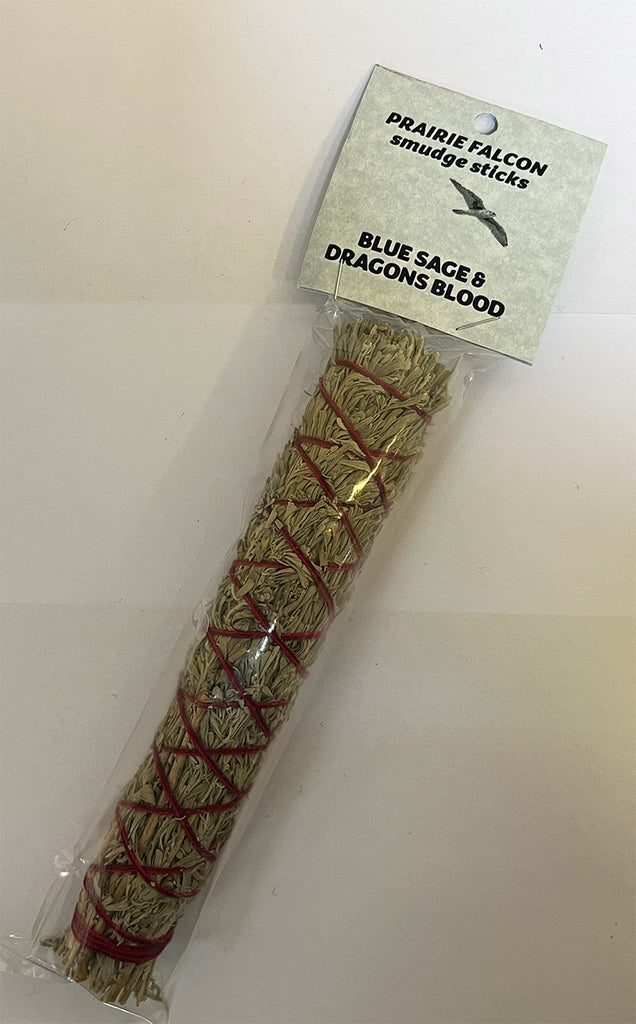 PRAIRIE FALCON
smudge sticks
BLUE SAGE &
DRAGONS BLOOD